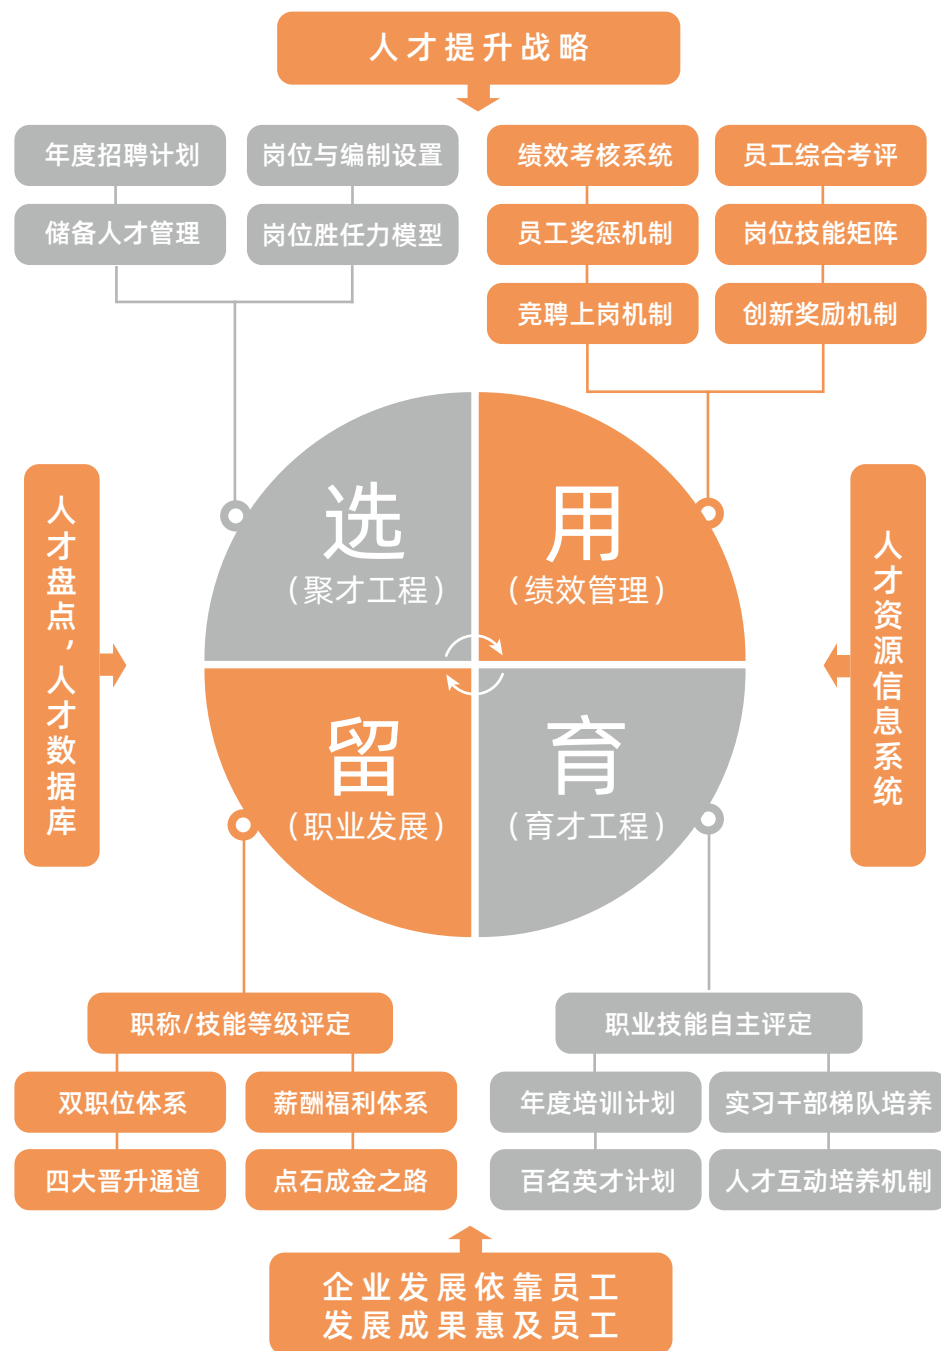 人才提升战略
年度招聘计划
岗位与编制设置
储备人才管理
岗位胜任力模型
绩效考核系统
员工综合考评
员工奖惩机制
岗位技能矩阵
竞聘上岗机制
创新奖励机制
选
（聚才工程）
用
（绩效管理）
人才盘点，人才数据库
人才资源信息系统
留
（职业发展）
育
（育才工程）
职称/技能等级评定
双职位体系
薪酬福利体系
四大晋升通道
点石成金之路
职业技能自主评定
年度培训计划
实习干部梯队培养
百名英才计划
人才互动培养机制
企业发展依靠员工
发展成果惠及员工